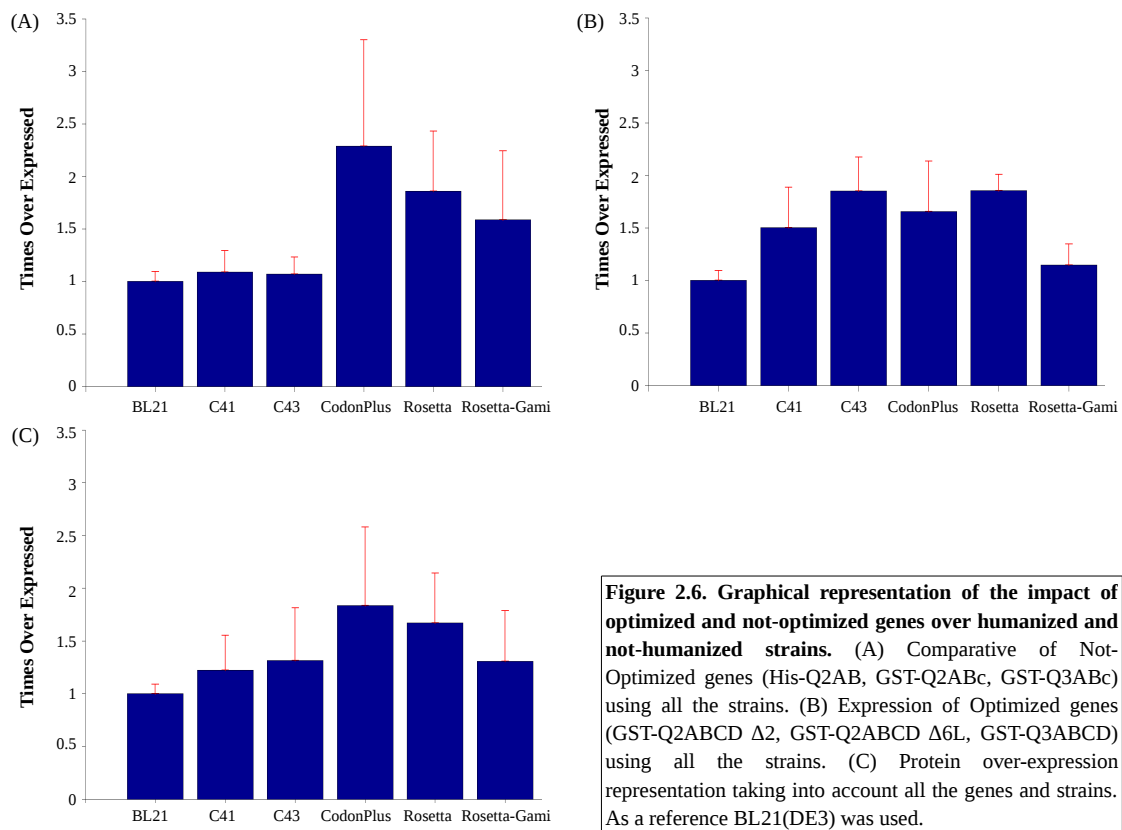 (A)
3.5
3
2.5
2
1.5
1
0.5
0
Times Over Expressed
BL21 C41 C43 CodonPlus Rosetta Rosetta-Gami
(B)
3.5
3
2.5
2
1.5
1
0.5
0
Times Over Expressed
BL21 C41 C43 CodonPlus Rosetta Rosetta-Gami
(C)
3.5
3
2.5
2
1.5
1
0.5
0
Times Over Expressed
BL21 C41 C43 CodonPlus Rosetta Rosetta-Gami
Figure 2.6. Graphical representation of the impact of
optimized and not-optimized genes over humanized and
not-humanized strains. (A) Comparative of Not-
Optimized genes (His-Q2AB, GST-Q2ABc, GST-Q3ABc)
using all the strains. (B) Expression of Optimized genes
(GST-Q2ABCD Δ2, GST-Q2ABCD Δ6L, GST-Q3ABCD)
using all the strains. (C) Protein over-expression
representation taking into account all the genes and strains.
As a reference BL21(DE3) was used.